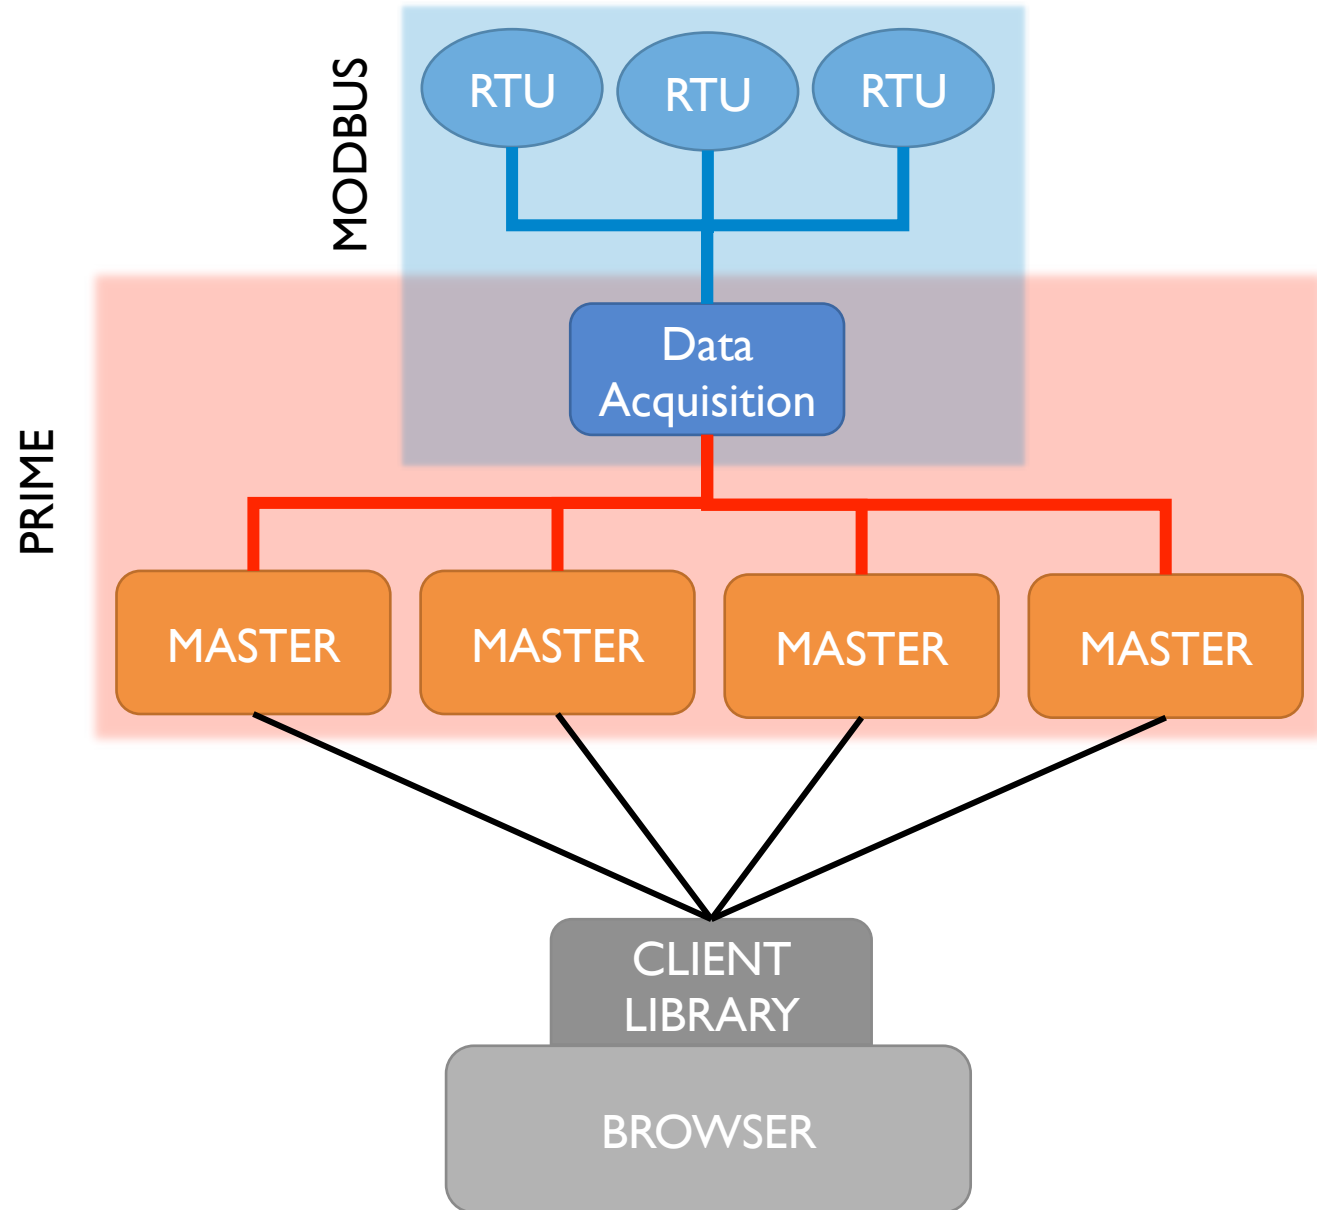 MODBUS
RTU
RTU
RTU
PRIME
Data
Acquisition
MASTER
MASTER
MASTER
MASTER
CLIENT
LIBRARY
BROWSER